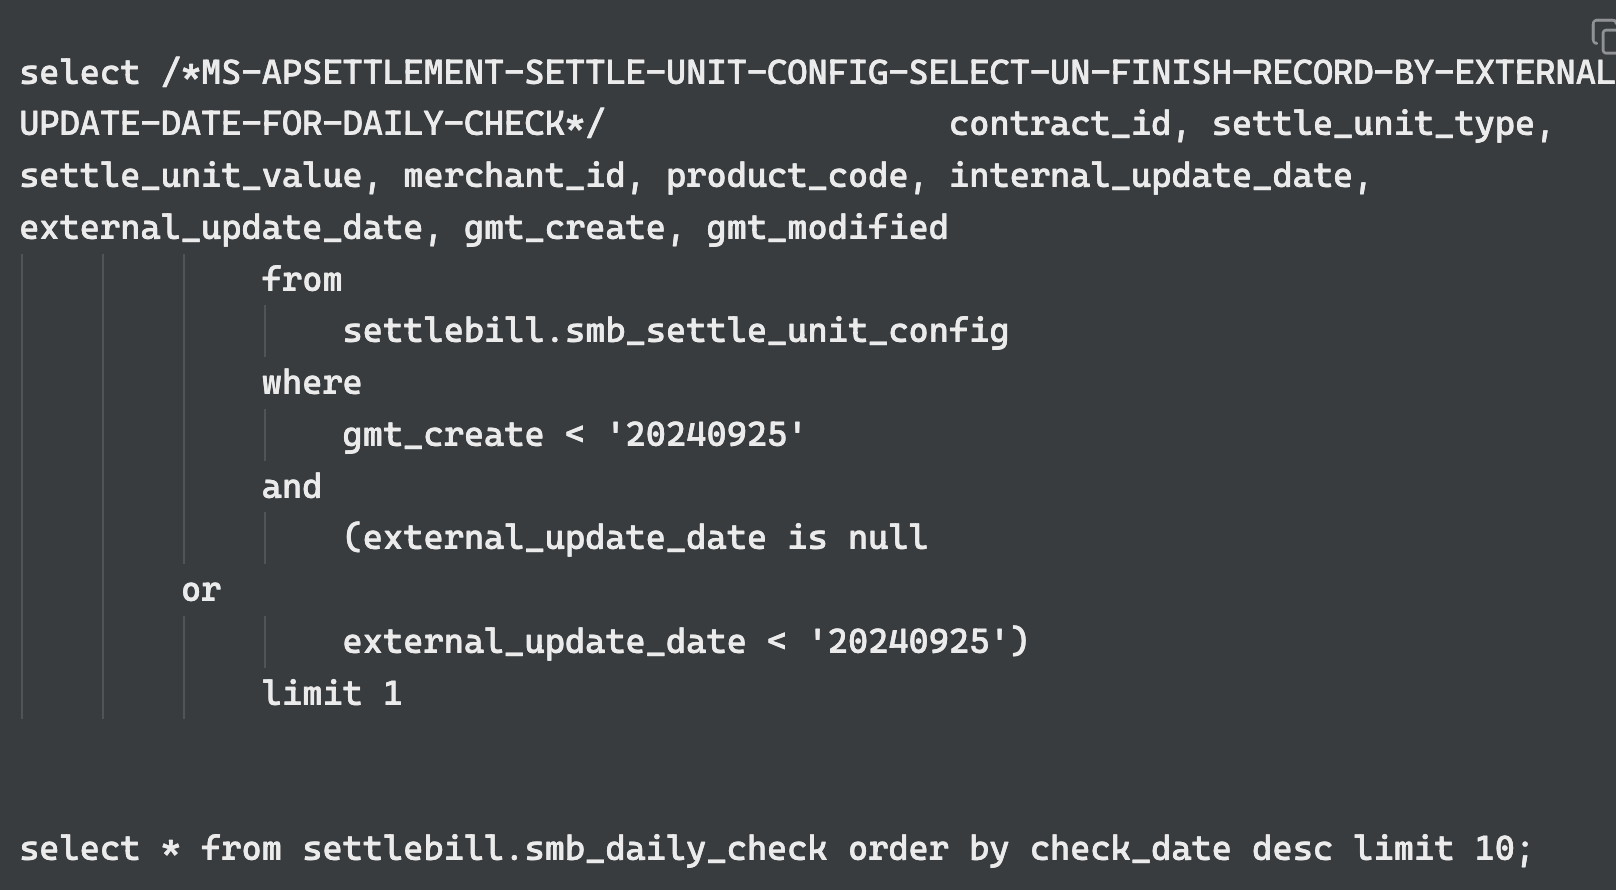 select /*MS-APSETTLEMENT-SETTLE-UNIT-CONFIG-SELECT-UN-FINISH-RECORD-BY-EXTERNAL
UPDATE-DATE-FOR-DAILY-CHECK*/                 contract_id, settle_unit_type,
settle_unit_value, merchant_id, product_code, internal_update_date,
external_update_date, gmt_create, gmt_modified
            from
                settlebill.smb_settle_unit_config
            where
                gmt_create < '20240925'
            and
                (external_update_date is null
        or
                external_update_date < '20240925')
            limit 1
select * from settlebill.smb_daily_check order by check_date desc limit 10;